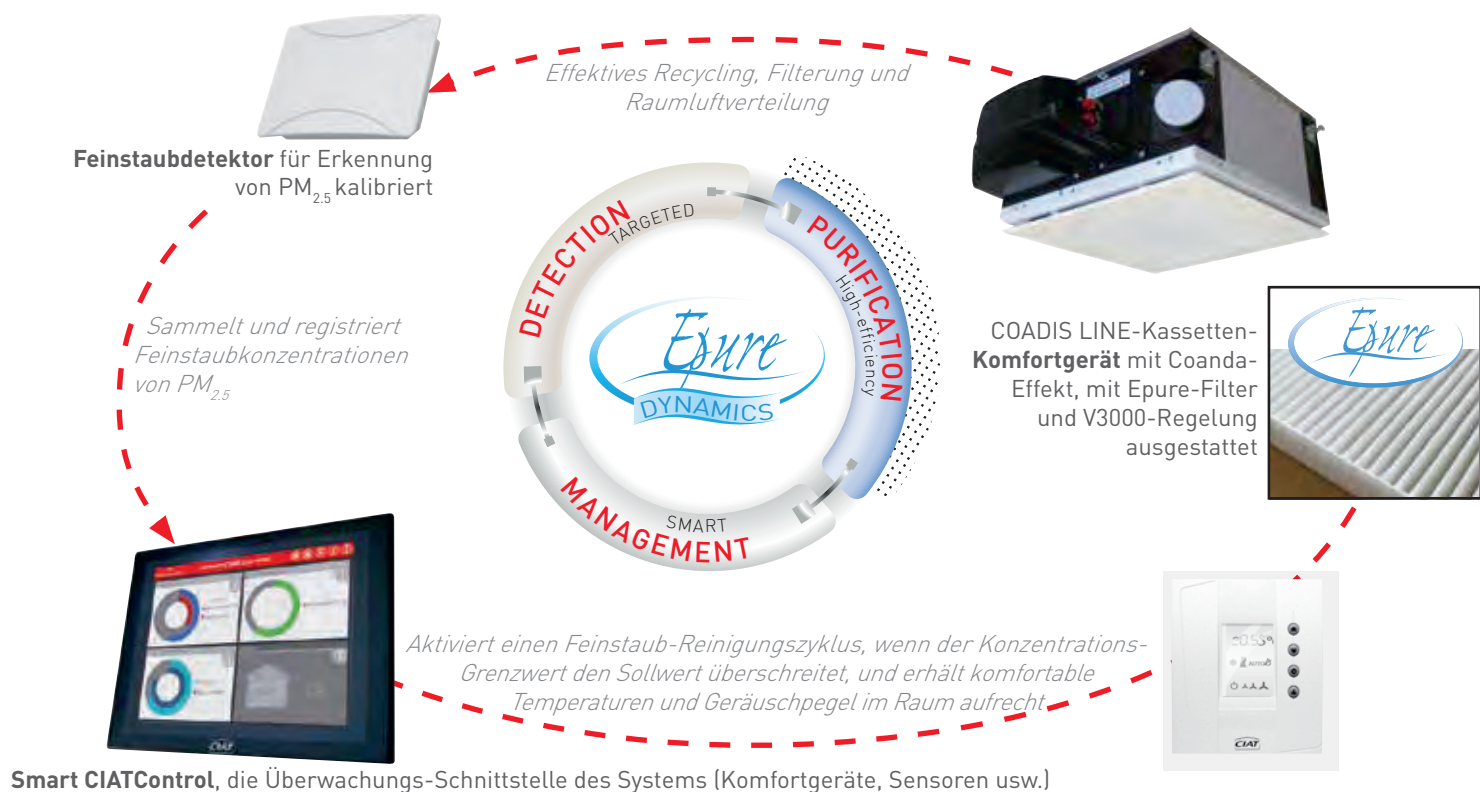 Effektives Recycling, Filterung und
Raumluftverteilung
Feinstaubdetektor für Erkennung
von PM2.5 kalibriert
DETECTION
TARGETED
PURIFICATION
High-efficiency
MANAGEMENT
SMART
Epure
DYNAMICS
Sammelt und registriert
Feinstaubkonzentrationen
von PM2.5
COADIS LINE-Kassetten-
Komfortgerät mit Coanda-
Effekt, mit Epure-Filter
und V3000-Regelung
ausgestattet
Epure
Aktiviert einen Feinstaub-Reinigungszyklus, wenn der Konzentrations-
Grenzwert den Sollwert überschreitet, und erhält komfortable
Temperaturen und Geräuschpegel im Raum aufrecht.
CIAT
AUTO
CIAT
Smart CIATControl, die Überwachungs-Schnittstelle des Systems (Komfortgeräte, Sensoren usw.)